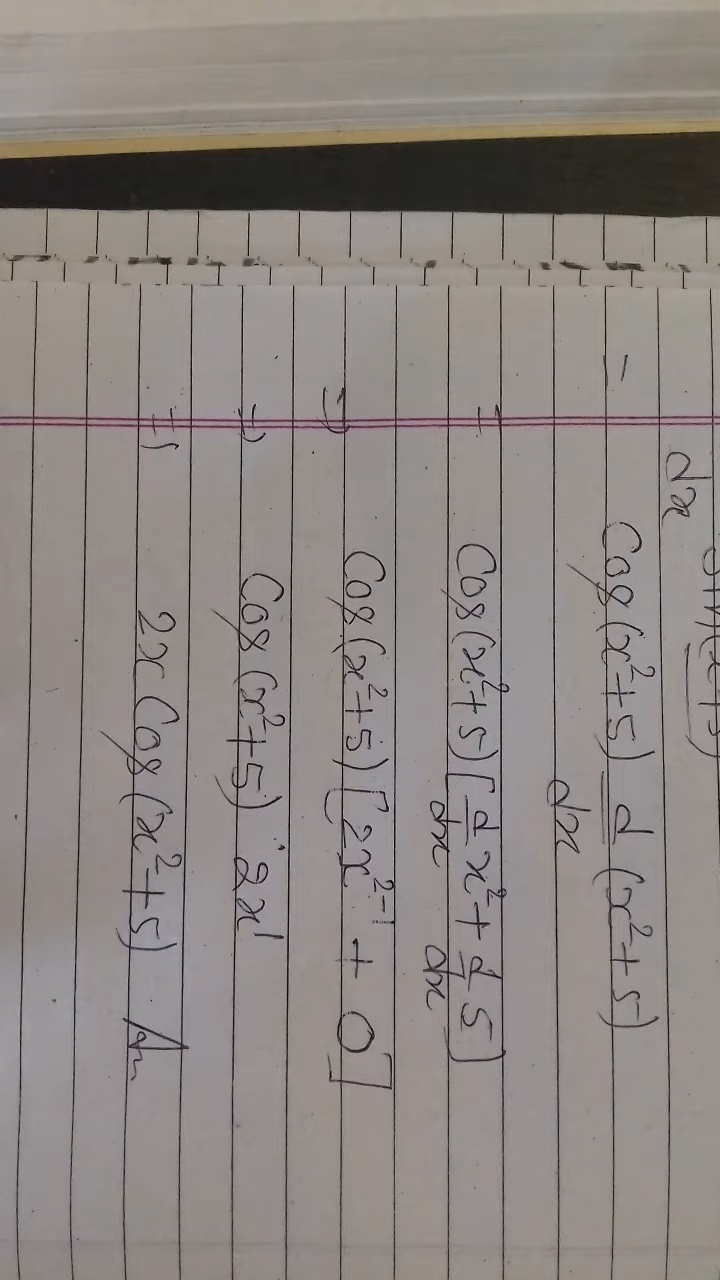 dx
= Cos(x²+5) d/dx (x²+5)
= Cos(x²+5)[d/dx x² + d/dx 5]
=) Cos(x²+5)[2x²⁻¹ + 0]
=) Cos(x²+5) 2x¹
=) 2x Cos(x²+5) An